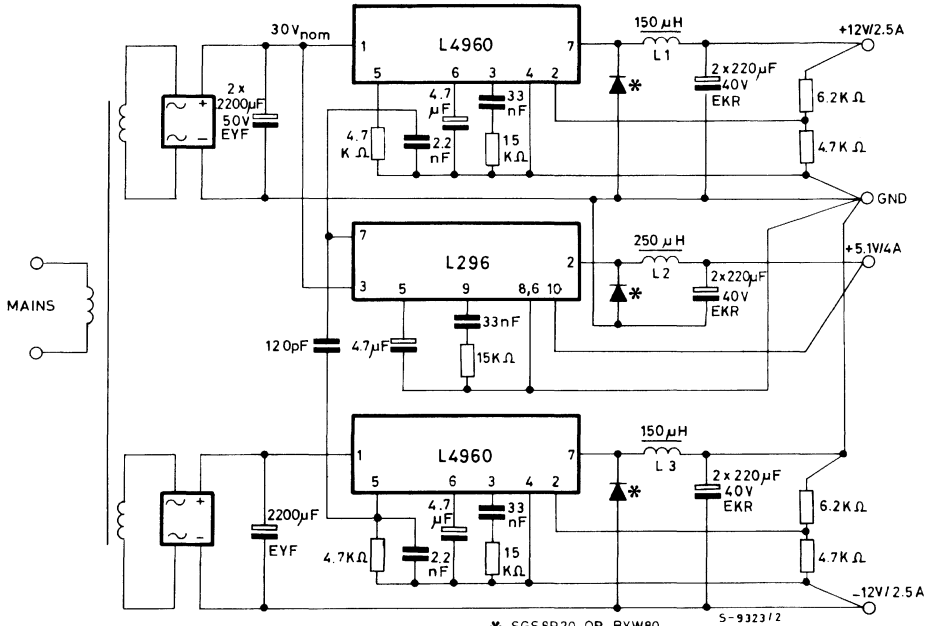 30Vnom
1
L4960
7
5
6
3
4
2
150µH
L1
+12V/2.5A
2x
2200µF
50V
EYF
4.7
µF
33
nF
2x220µF
40V
EKR
*
6.2KΩ
4.7
KΩ
2.2
nF
15
KΩ
4.7KΩ
GND
7
L296
2
3
5
9
8,6
10
250µH
L2
+5.1V/4A
2x220µF
40V
EKR
*
MAINS
120pF
4.7µF
33nF
15KΩ
1
L4960
7
5
6
3
4
2
150µH
L3
2200µF
EYF
4.7
µF
33
nF
2x220µF
40V
EKR
*
6.2KΩ
4.7KΩ
2.2
nF
15
KΩ
4.7KΩ
-12V/2.5A
* SGS6R20 OR BYW80
S-9323/2